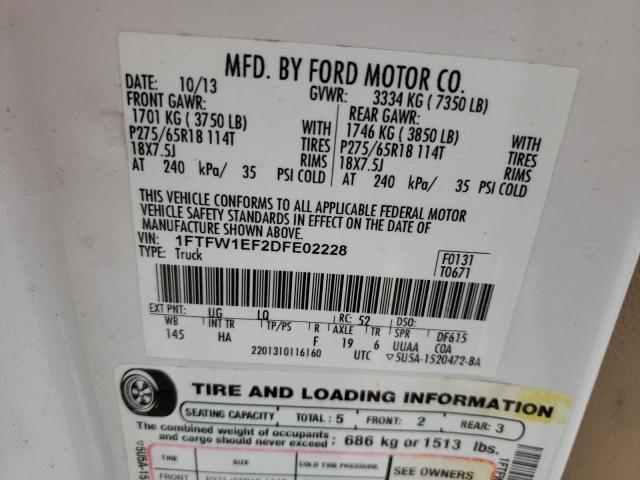 MFD. BY FORD MOTOR CO.
DATE: 10/13 GVWR: 3334 KG ( 7350 LB)
FRONT GAWR: REAR GAWR:
1701 KG ( 3750 LB) WITH 1746 KG ( 3850 LB) WITH
P275/65R18 114T TIRES P275/65R18 114T TIRES
18X7.5J RIMS 18X7.5J RIMS
AT 240 kPa/ 35 PSI COLD AT 240 kPa/ 35 PSI COLD
THIS VEHICLE CONFORMS TO ALL APPLICABLE FEDERAL MOTOR
VEHICLE SAFETY STANDARDS IN EFFECT ON THE DATE OF
MANUFACTURE SHOWN ABOVE.
VIN: 1FTFW1EF2DFE02228
TYPE: Truck
F0131
T0671
EXT PNT: UG LQ RC: 52 DSO:
WB INT TR TP/PS R AXLE TR SPR DF615
145 HA F 19 6 UUAA COA
2201310116160 UTC ▽5U5A-1520472-BA
TIRE AND LOADING INFORMATION
SEATING CAPACITY TOTAL: 5 FRONT: 2 REAR: 3
The combined weight of occupants
and cargo should never exceed: 686 kg or 1513 lbs.
TIRE SIZE COLD TIRE PRESSURE SEE OWNERS
FRONT